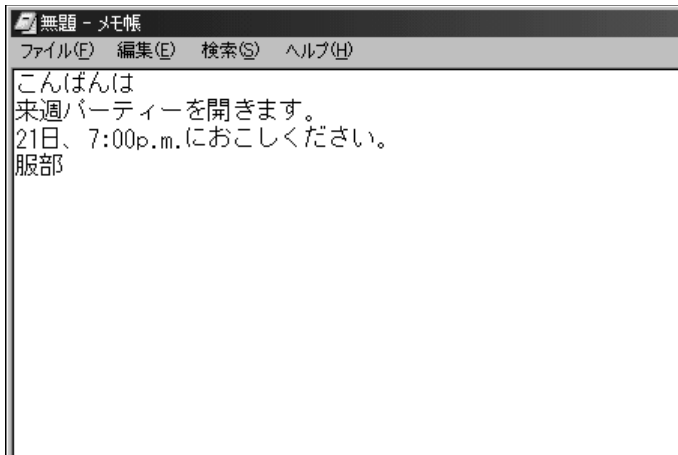 無題 - メモ帳
ファイル(F) 編集(E) 検索(S) ヘルプ(H)
こんばんは
来週パーティーを開きます。
21日、7:00p.m.におこしください。
服部